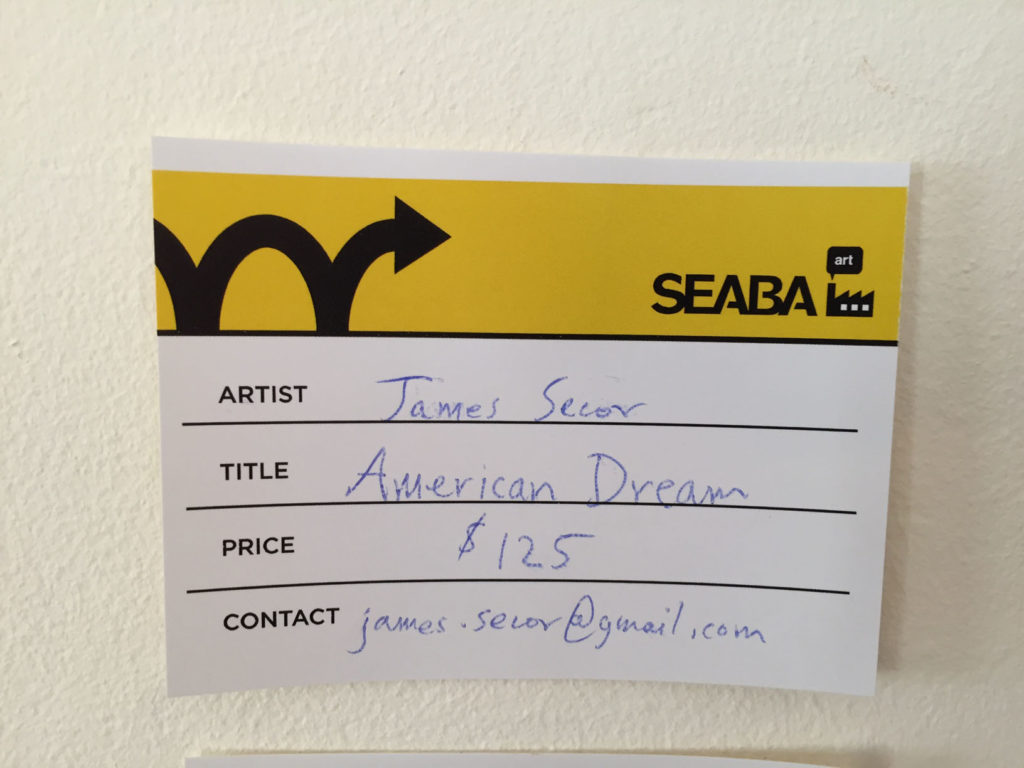 art
SEABA
ARTIST James Secor
TITLE American Dream
PRICE $125
CONTACT james.secor@gmail.com